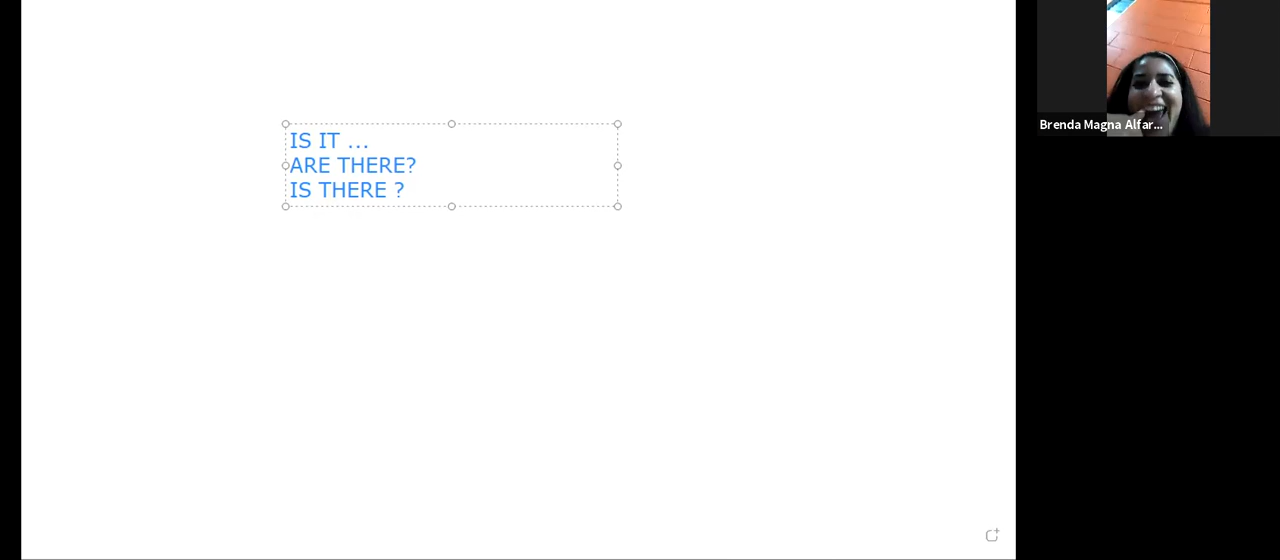 IS IT ...
ARE THERE?
IS THERE ?
Brenda Magna Alfar...